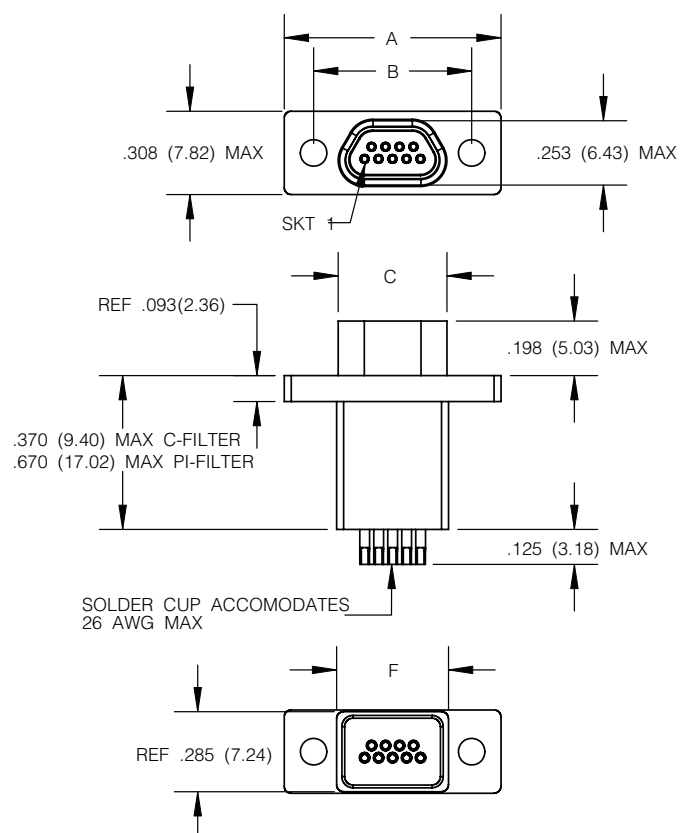 A
B
.308 (7.82) MAX
.253 (6.43) MAX
SKT 1
C
REF .093(2.36)
.198 (5.03) MAX
.370 (9.40) MAX C-FILTER
.670 (17.02) MAX PI-FILTER
.125 (3.18) MAX
SOLDER CUP ACCOMODATES
26 AWG MAX
F
REF .285 (7.24)